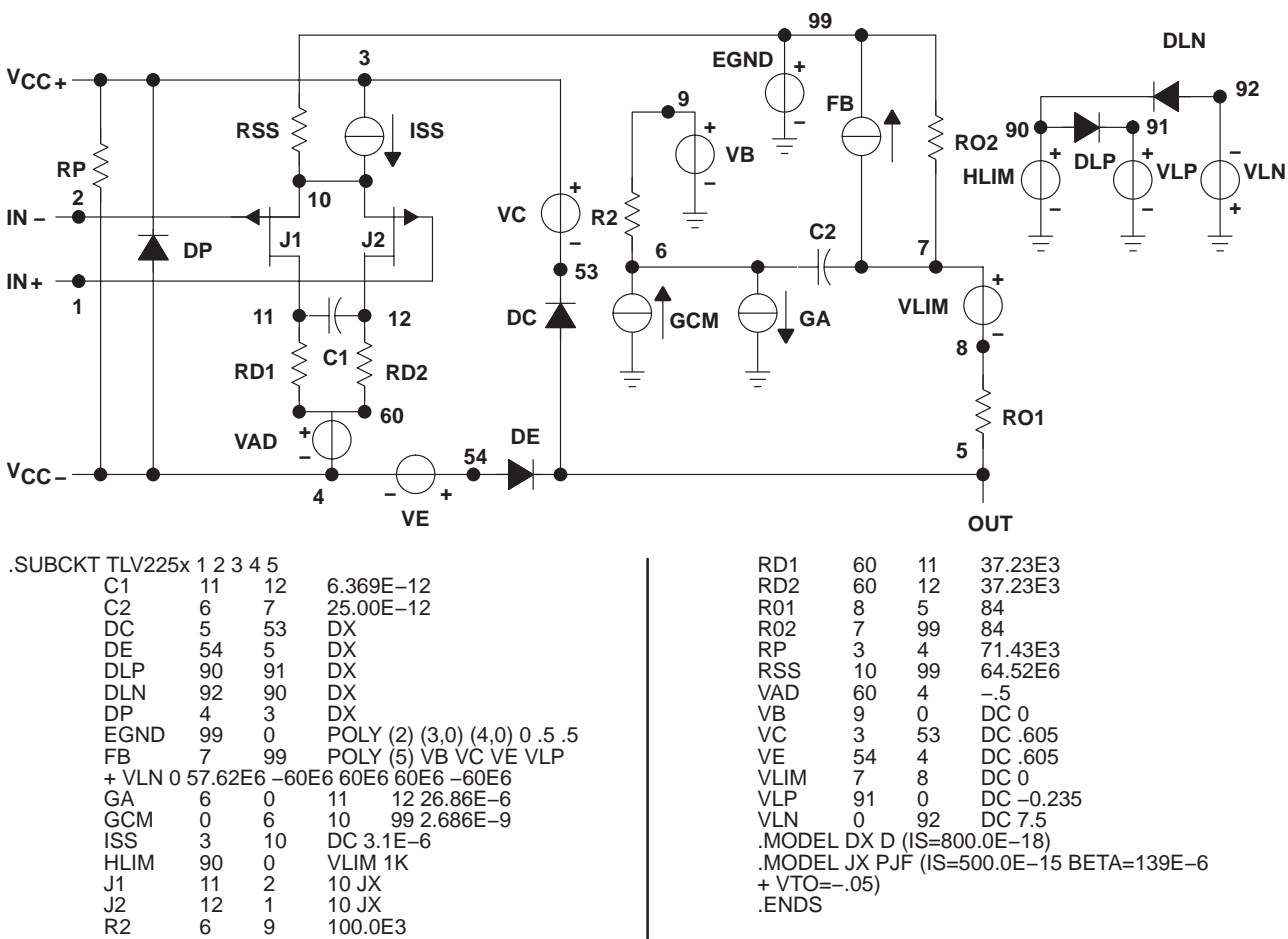 99
DLN
3
EGND
+
VCC+
92
9
FB
–
RSS
ISS
+
90
91
VB
RO2
–
DLP
RP
+
+
–
HLIM
VLP
VLN
2
10
+
VC
R2
–
–
+
IN –
–
J1
J2
C2
DP
6
7
IN+
53
+
1
VLIM
11
12
DC
GCM
GA
–
C1
8
RD1
RD2
60
RO1
VAD
+
DE
–
5
54
VCC–
4
–
+
VE
OUT
.SUBCKT TLV225x 1 2 3 4 5
C1 11 12 6.369E–12
C2 6 7 25.00E–12
DC 5 53 DX
DE 54 5 DX
DLP 90 91 DX
DLN 92 90 DX
DP 4 3 DX
EGND 99 0 POLY (2) (3,0) (4,0) 0 .5 .5
FB 7 99 POLY (5) VB VC VE VLP
+ VLN 0 57.62E6 –60E6 60E6 60E6 –60E6
GA 6 0 11 12 26.86E–6
GCM 0 6 10 99 2.686E–9
ISS 3 10 DC 3.1E–6
HLIM 90 0 VLIM 1K
J1 11 2 10 JX
J2 12 1 10 JX
R2 6 9 100.0E3
RD1 60 11 37.23E3
RD2 60 12 37.23E3
R01 8 5 84
R02 7 99 84
RP 3 4 71.43E3
RSS 10 99 64.52E6
VAD 60 4 –.5
VB 9 0 DC 0
VC 3 53 DC .605
VE 54 4 DC .605
VLIM 7 8 DC 0
VLP 91 0 DC –0.235
VLN 0 92 DC 7.5
.MODEL DX D (IS=800.0E–18)
.MODEL JX PJF (IS=500.0E–15 BETA=139E–6
+ VTO=–.05)
.ENDS